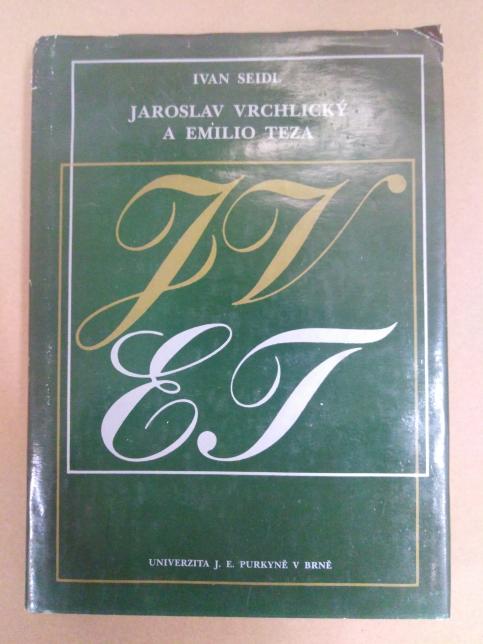 IVAN SEIDL
JAROSLAV VRCHLICKÝ
A EMILIO TEZA
JV
ET
UNIVERZITA J. E. PURKYNĚ V BRNĚ